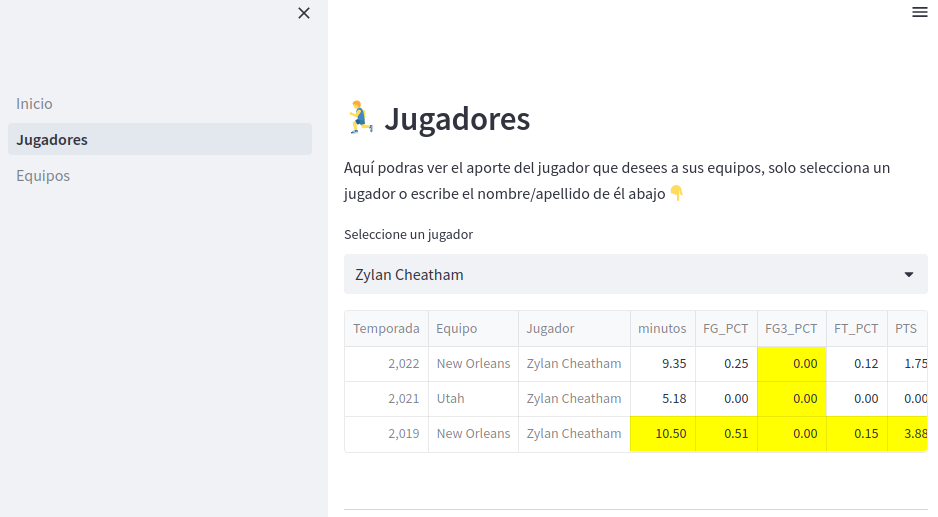 Inicio
Jugadores
Equipos
Jugadores
Aquí podras ver el aporte del jugador que desees a sus equipos, solo selecciona un
jugador o escribe el nombre/apellido de él abajo
Seleccione un jugador
Zylan Cheatham
Temporada Equipo Jugador minutos FG_PCT FG3_PCT FT_PCT PTS
2,022 New Orleans Zylan Cheatham 9.35 0.25 0.00 0.12 1.75
2,021 Utah Zylan Cheatham 5.18 0.00 0.00 0.00 0.00
2,019 New Orleans Zylan Cheatham 10.50 0.51 0.00 0.15 3.88